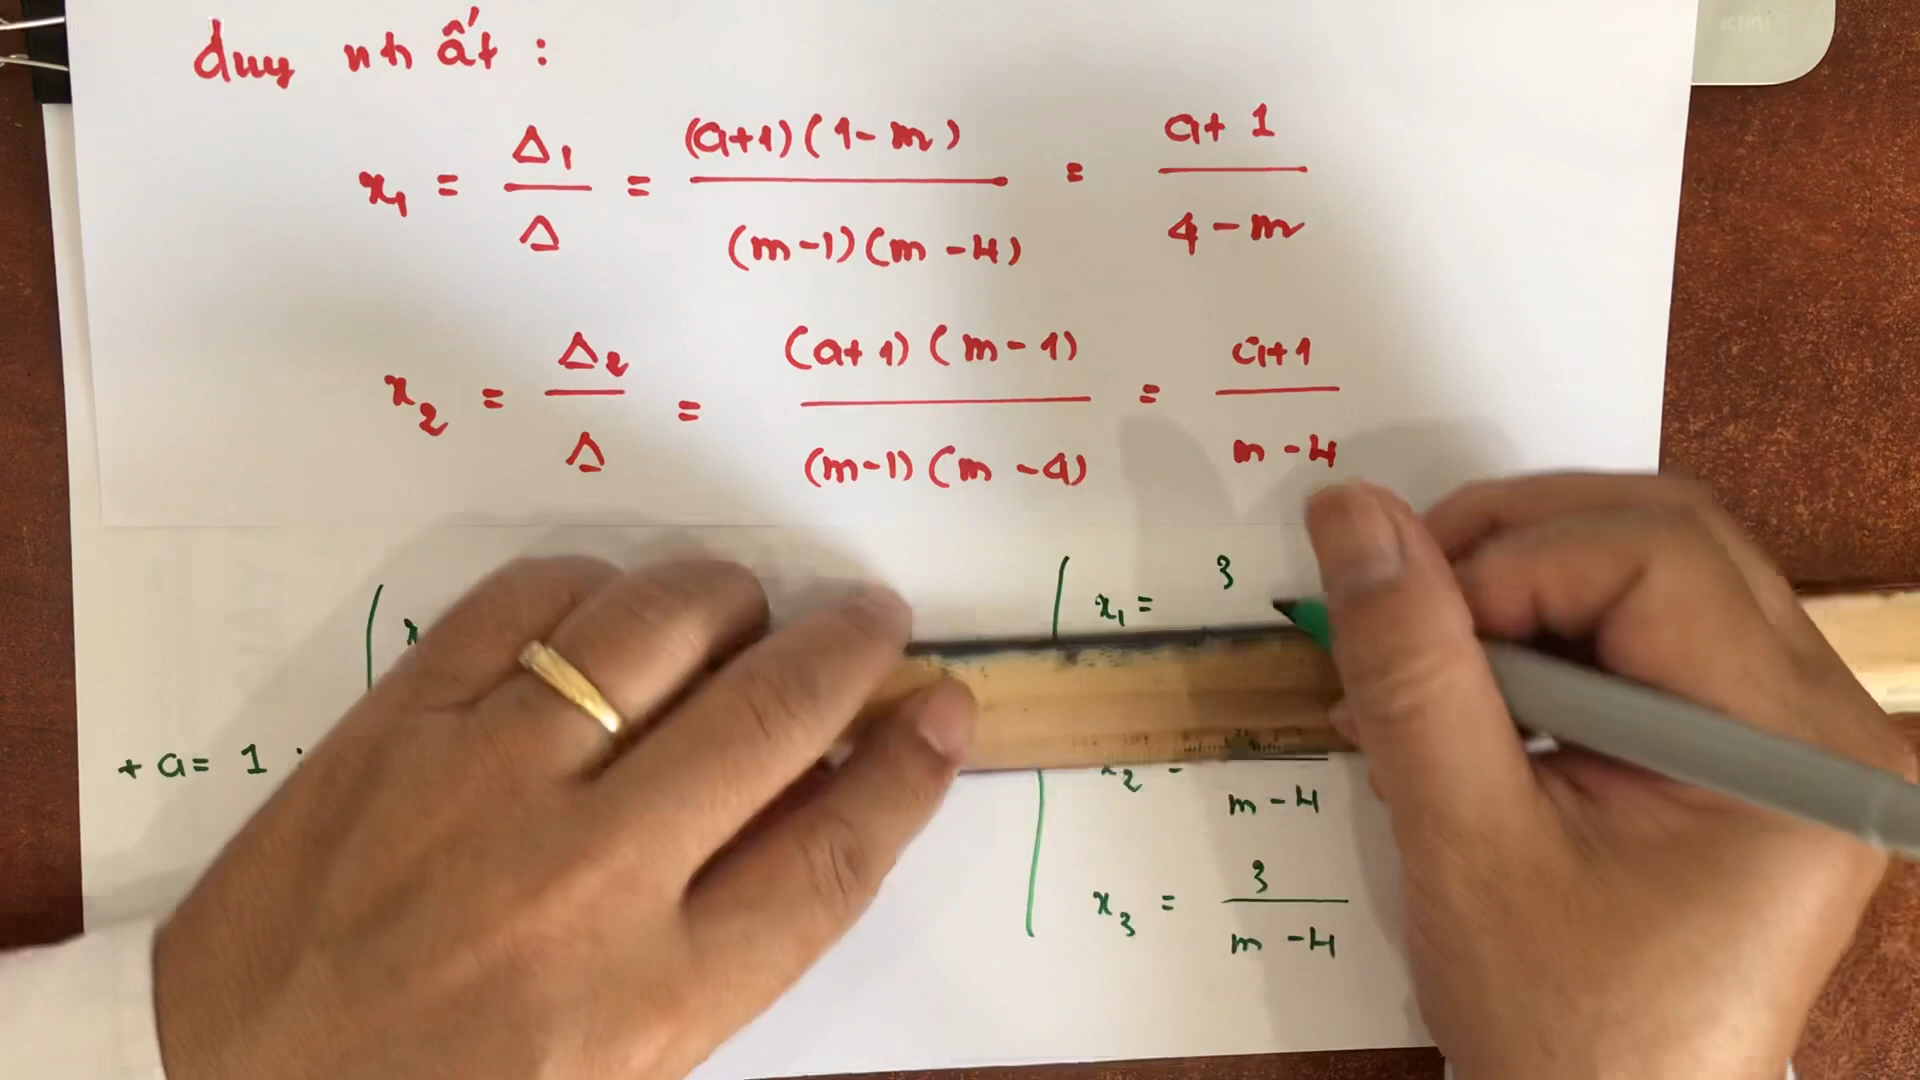 duy nhất :
x₁ = Δ₁/Δ = (a+1)(1-m)/(m-1)(m-4) = a+1/4-m
x₂ = Δ₂/Δ = (a+1)(m-1)/(m-1)(m-4) = a+1/m-4
x₁ = 3
+ a = 1 :
x₂ = /m-4
x₃ = 3/m-4